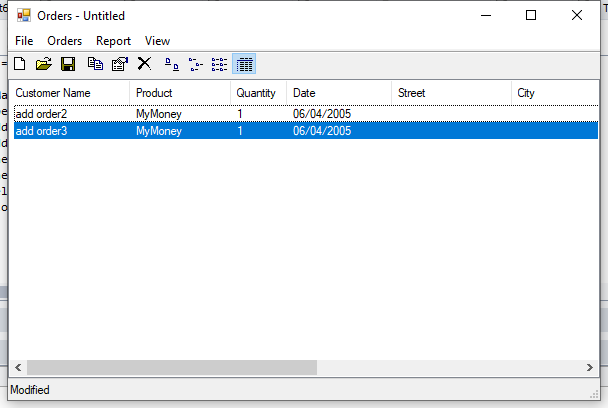 Orders - Untitled
File Orders Report View
Customer Name Product Quantity Date Street City
add order2 MyMoney 1 06/04/2005
add order3 MyMoney 1 06/04/2005
Modified